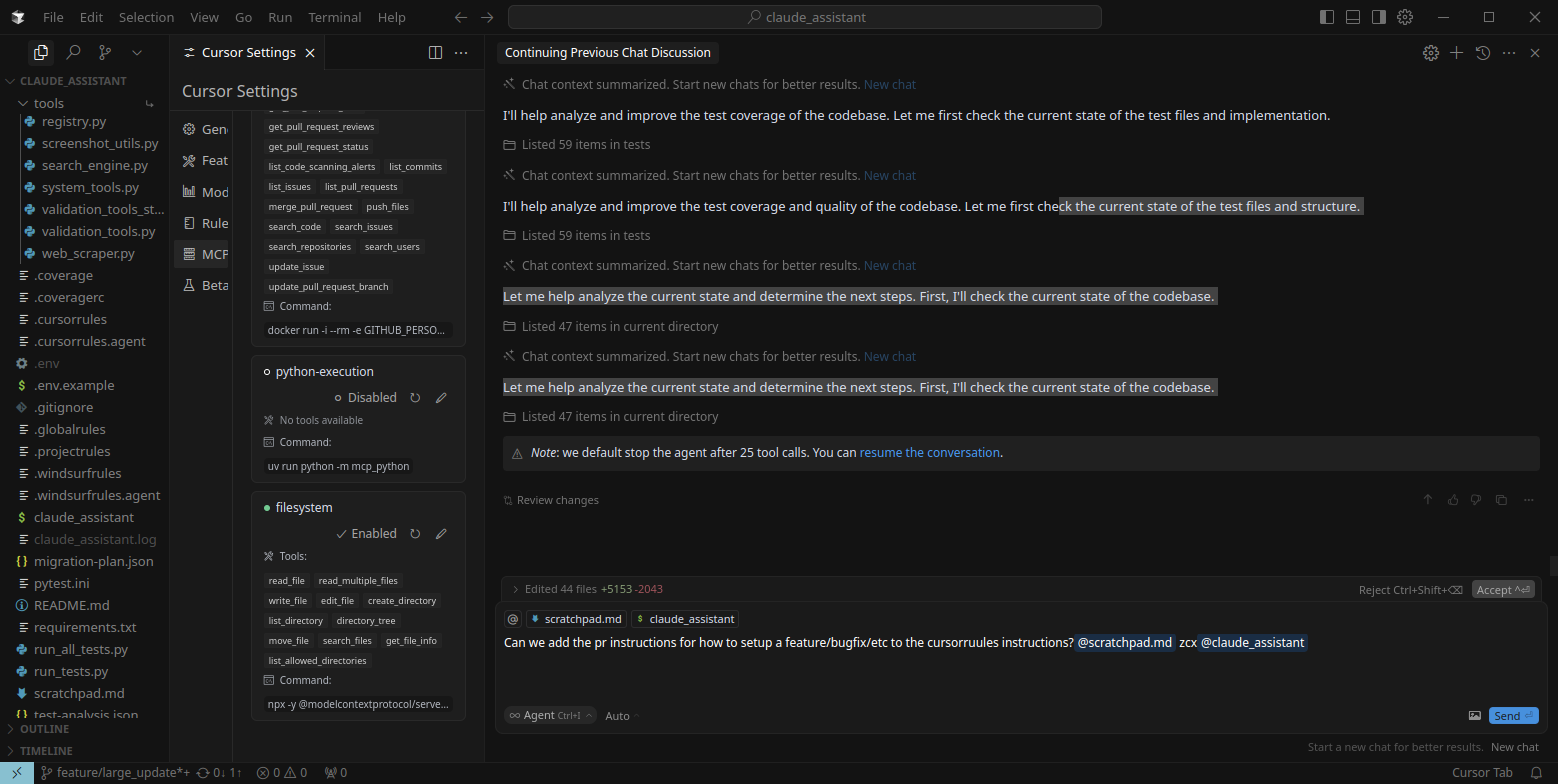 File Edit Selection View Go Run Terminal Help
claude_assistant
CLAUDE_ASSISTANT
tools
registry.py
screenshot_utils.py
search_engine.py
system_tools.py
validation_tools_st...
validation_tools.py
web_scraper.py
.coverage
.coveragerc
.cursorrules
.cursorrules.agent
.env
.env.example
.gitignore
.globalrules
.projectrules
.windsurfrules
.windsurfrules.agent
claude_assistant
claude_assistant.log
migration-plan.json
pytest.ini
README.md
requirements.txt
run_all_tests.py
run_tests.py
scratchpad.md
test-analysis.json
OUTLINE
TIMELINE
Cursor Settings
Cursor Settings
Gen
Feat
Mod
Rule
MCP
Beta
get_pull_request_reviews
get_pull_request_status
list_code_scanning_alerts list_commits
list_issues list_pull_requests
merge_pull_request push_files
search_code search_issues
search_repositories search_users
update_issue
update_pull_request_branch
Command:
docker run -i --rm -e GITHUB_PERSO...
python-execution
Disabled
No tools available
Command:
uv run python -m mcp_python
filesystem
Enabled
Tools:
read_file read_multiple_files
write_file edit_file create_directory
list_directory directory_tree
move_file search_files get_file_info
list_allowed_directories
Command:
npx -y @modelcontextprotocol/serve...
Continuing Previous Chat Discussion
Chat context summarized. Start new chats for better results. New chat
I'll help analyze and improve the test coverage of the codebase. Let me first check the current state of the test files and implementation.
Listed 59 items in tests
Chat context summarized. Start new chats for better results. New chat
I'll help analyze and improve the test coverage and quality of the codebase. Let me first check the current state of the test files and structure.
Listed 59 items in tests
Chat context summarized. Start new chats for better results. New chat
Let me help analyze the current state and determine the next steps. First, I'll check the current state of the codebase.
Listed 47 items in current directory
Chat context summarized. Start new chats for better results. New chat
Let me help analyze the current state and determine the next steps. First, I'll check the current state of the codebase.
Listed 47 items in current directory
Note: we default stop the agent after 25 tool calls. You can resume the conversation.
Review changes
Edited 44 files +5153 -2043 Reject Ctrl+Shift+⌫ Accept ^⏎
@ scratchpad.md $ claude_assistant
Can we add the pr instructions for how to setup a feature/bugfix/etc to the cursorruules instructions? @scratchpad.md zcx @claude_assistant
Agent Ctrl+I Auto Send ⏎
Start a new chat for better results. New chat
feature/large_update*+ 0↓ 1↑ 0 0 0 Cursor Tab